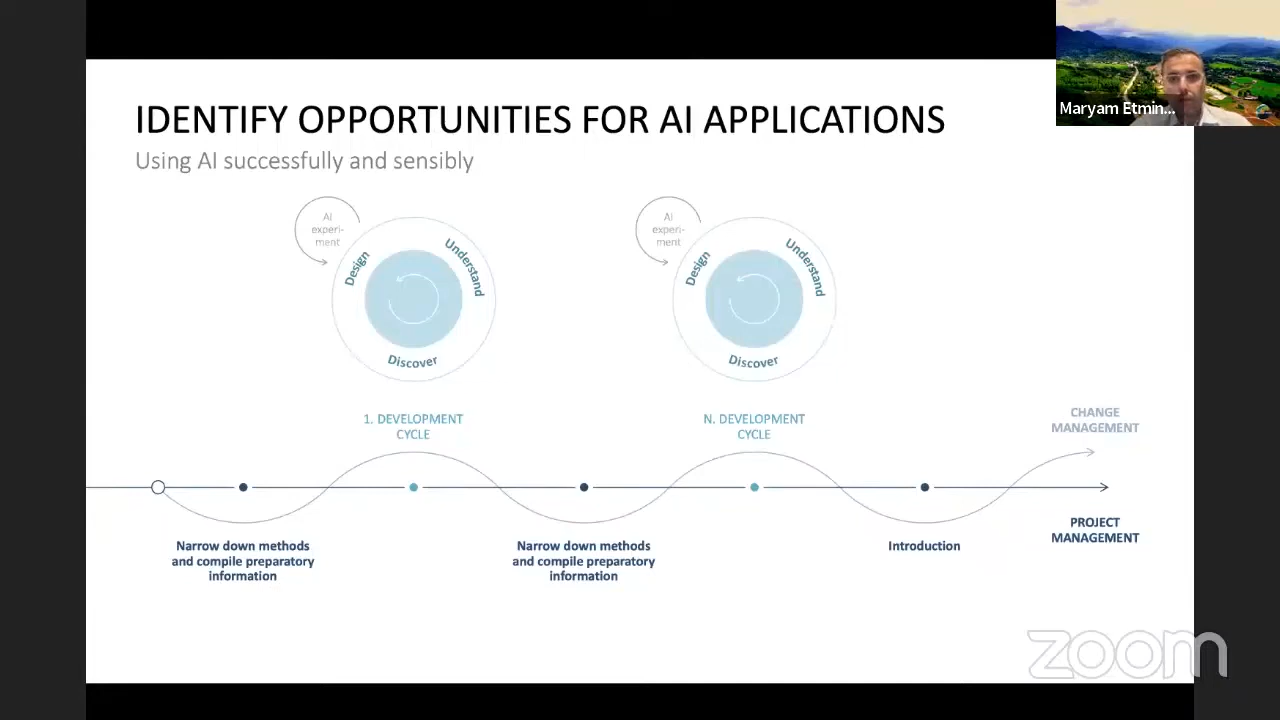 IDENTIFY OPPORTUNITIES FOR AI APPLICATIONS
Using AI successfully and sensibly
Maryam Etmin...
AI
experi-
ment
Design
Understand
Discover
AI
experi-
ment
Design
Understand
Discover
1. DEVELOPMENT
CYCLE
N. DEVELOPMENT
CYCLE
CHANGE
MANAGEMENT
Narrow down methods
and compile preparatory
information
Narrow down methods
and compile preparatory
information
Introduction
PROJECT
MANAGEMENT
zoom